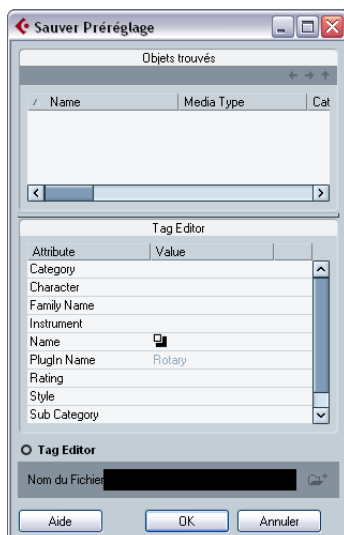 Sauver Préréglage
Objets trouvés
Name Media Type Cat
Tag Editor
Attribute Value
Category
Character
Family Name
Instrument
Name
PlugIn Name Rotary
Rating
Style
Sub Category
Tag Editor
Nom du Fichier
Aide OK Annuler